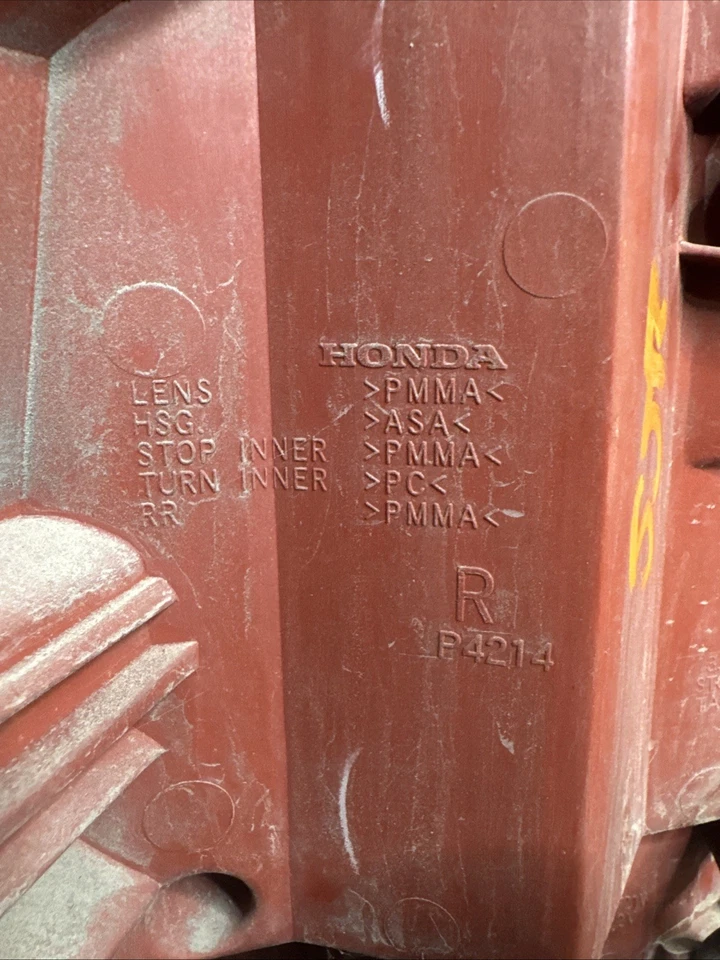 HONDA
LENS >PMMA<
HSG. >ASA<
STOP INNER >PMMA<
TURN INNER >PC<
RR >PMMA<
R
P4214